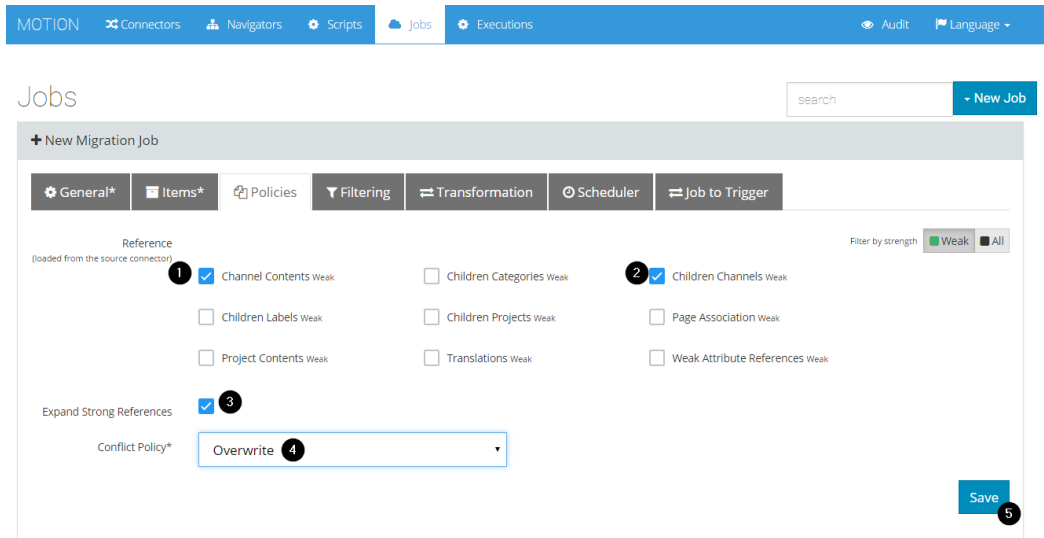 MOTION Connectors Navigators Scripts Jobs Executions Audit Language
Jobs
search
New Job
New Migration Job
General* Items* Policies Filtering Transformation Scheduler Job to Trigger
Reference
(loaded from the source connector)
Filter by strength Weak All
1 Channel Contents Weak Children Categories Weak 2 Children Channels Weak
Children Labels Weak Children Projects Weak Page Association Weak
Project Contents Weak Translations Weak Weak Attribute References Weak
Expand Strong References 3
Conflict Policy* Overwrite 4
Save
5